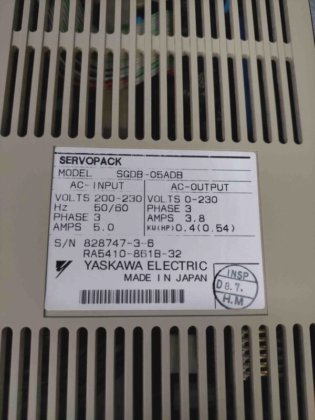 SERVOPACK
MODEL SGDB-05ADB
AC-INPUT AC-OUTPUT
VOLTS 200-230 VOLTS 0-230
Hz 50/60 PHASE 3
PHASE 3 AMPS 3.8
AMPS 5.0 KW(HP) 0.4(0.54)
S/N 828747-3-6
RA5410-861B-32
YASKAWA ELECTRIC
MADE IN JAPAN
INSP
D8.7.
H.M